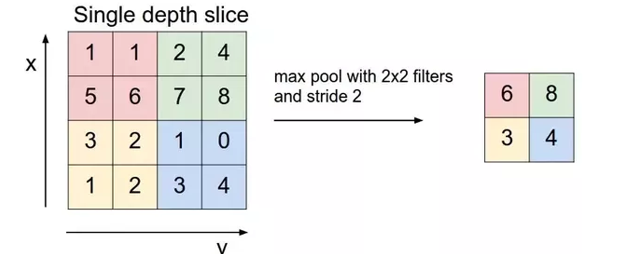 Single depth slice
x
1 1 2 4
5 6 7 8
3 2 1 0
1 2 3 4
y
max pool with 2x2 filters
and stride 2
6 8
3 4